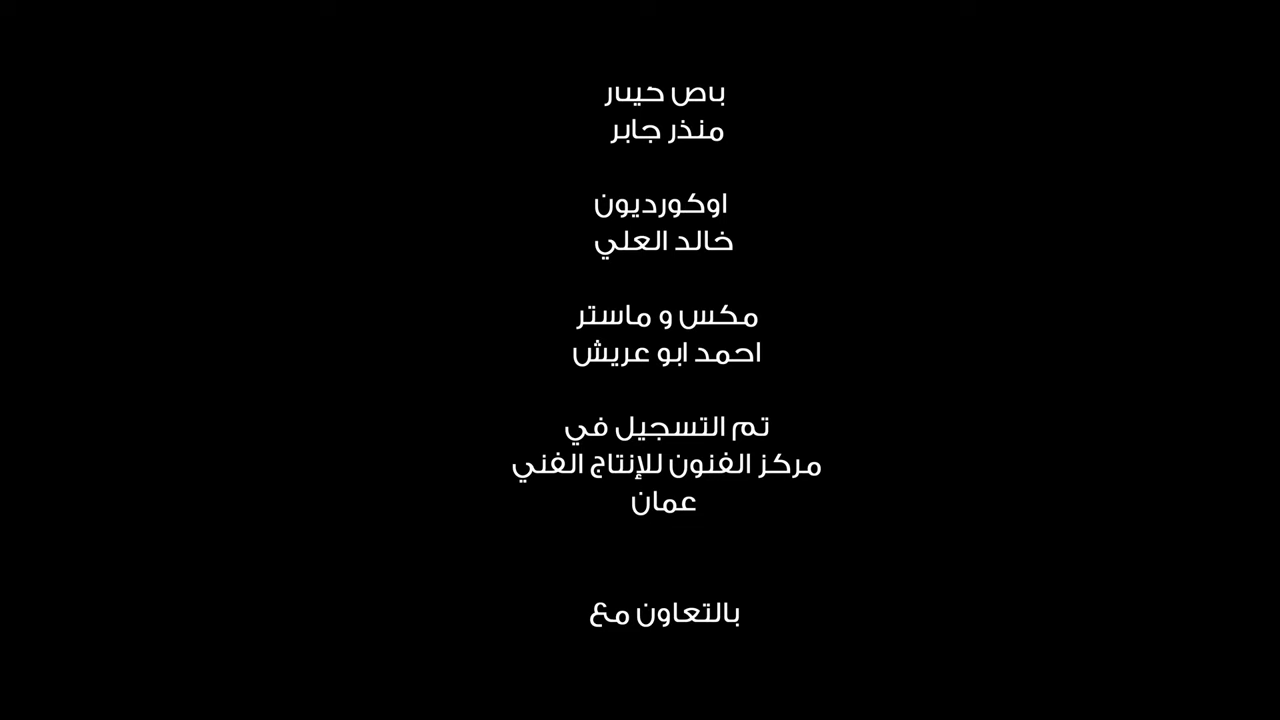 باص جيتار
منذر جابر
اوكورديون
خالد العلي
مكس و ماستر
احمد ابو عريش
تم التسجيل في
مركز الفنون للإنتاج الفني
عمان
بالتعاون مع